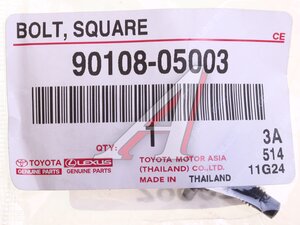 BOLT, SQUARE
CE
90108-05003
QTY: 1
3A
TOYOTA LEXUS
GENUINE PARTS GENUINE PARTS
TOYOTA MOTOR ASIA
(THAILAND) CO.,LTD.
MADE IN THAILAND
514
11G24